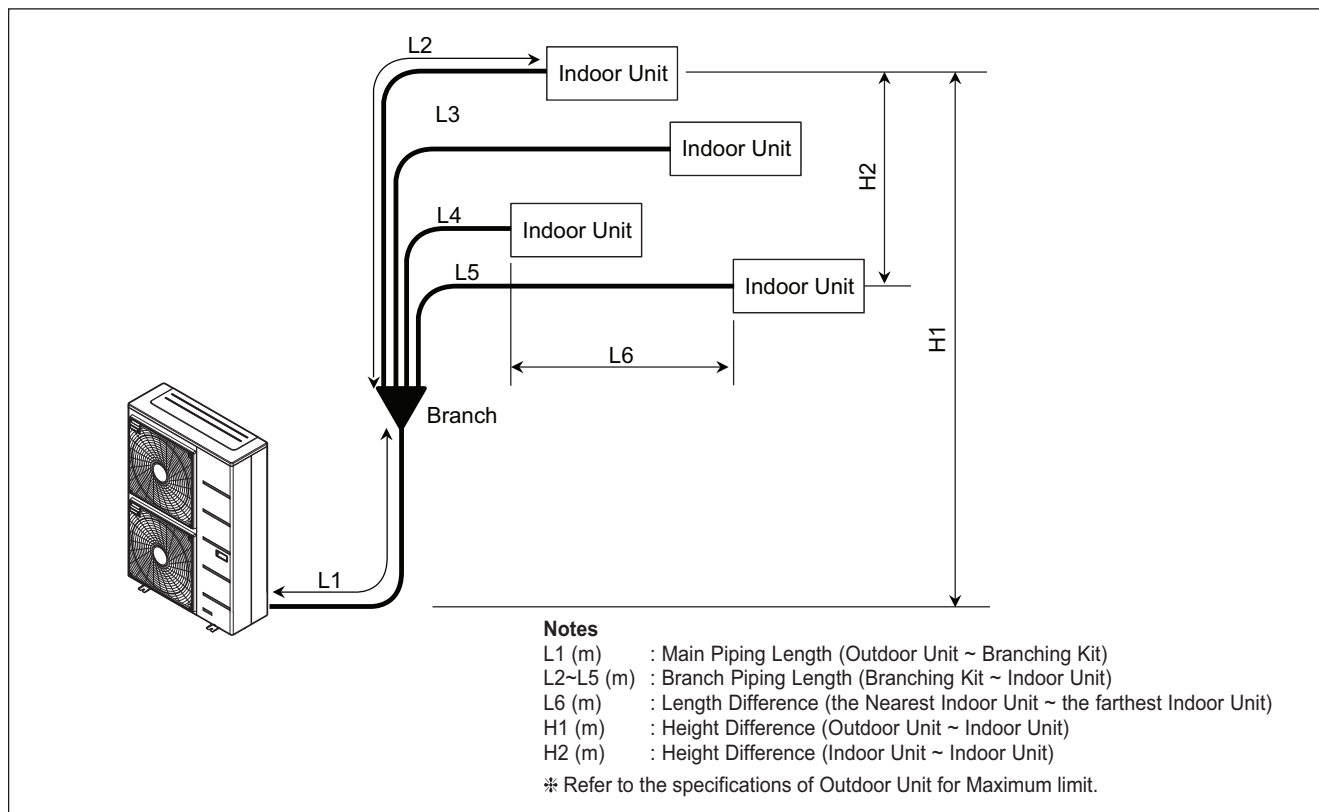 L2
Indoor Unit
L3
Indoor Unit
H2
L4
Indoor Unit
L5
Indoor Unit
H1
L6
Branch
L1
Notes
L1 (m) : Main Piping Length (Outdoor Unit ~ Branching Kit)
L2~L5 (m) : Branch Piping Length (Branching Kit ~ Indoor Unit)
L6 (m) : Length Difference (the Nearest Indoor Unit ~ the farthest Indoor Unit)
H1 (m) : Height Difference (Outdoor Unit ~ Indoor Unit)
H2 (m) : Height Difference (Indoor Unit ~ Indoor Unit)
❈ Refer to the specifications of Outdoor Unit for Maximum limit.